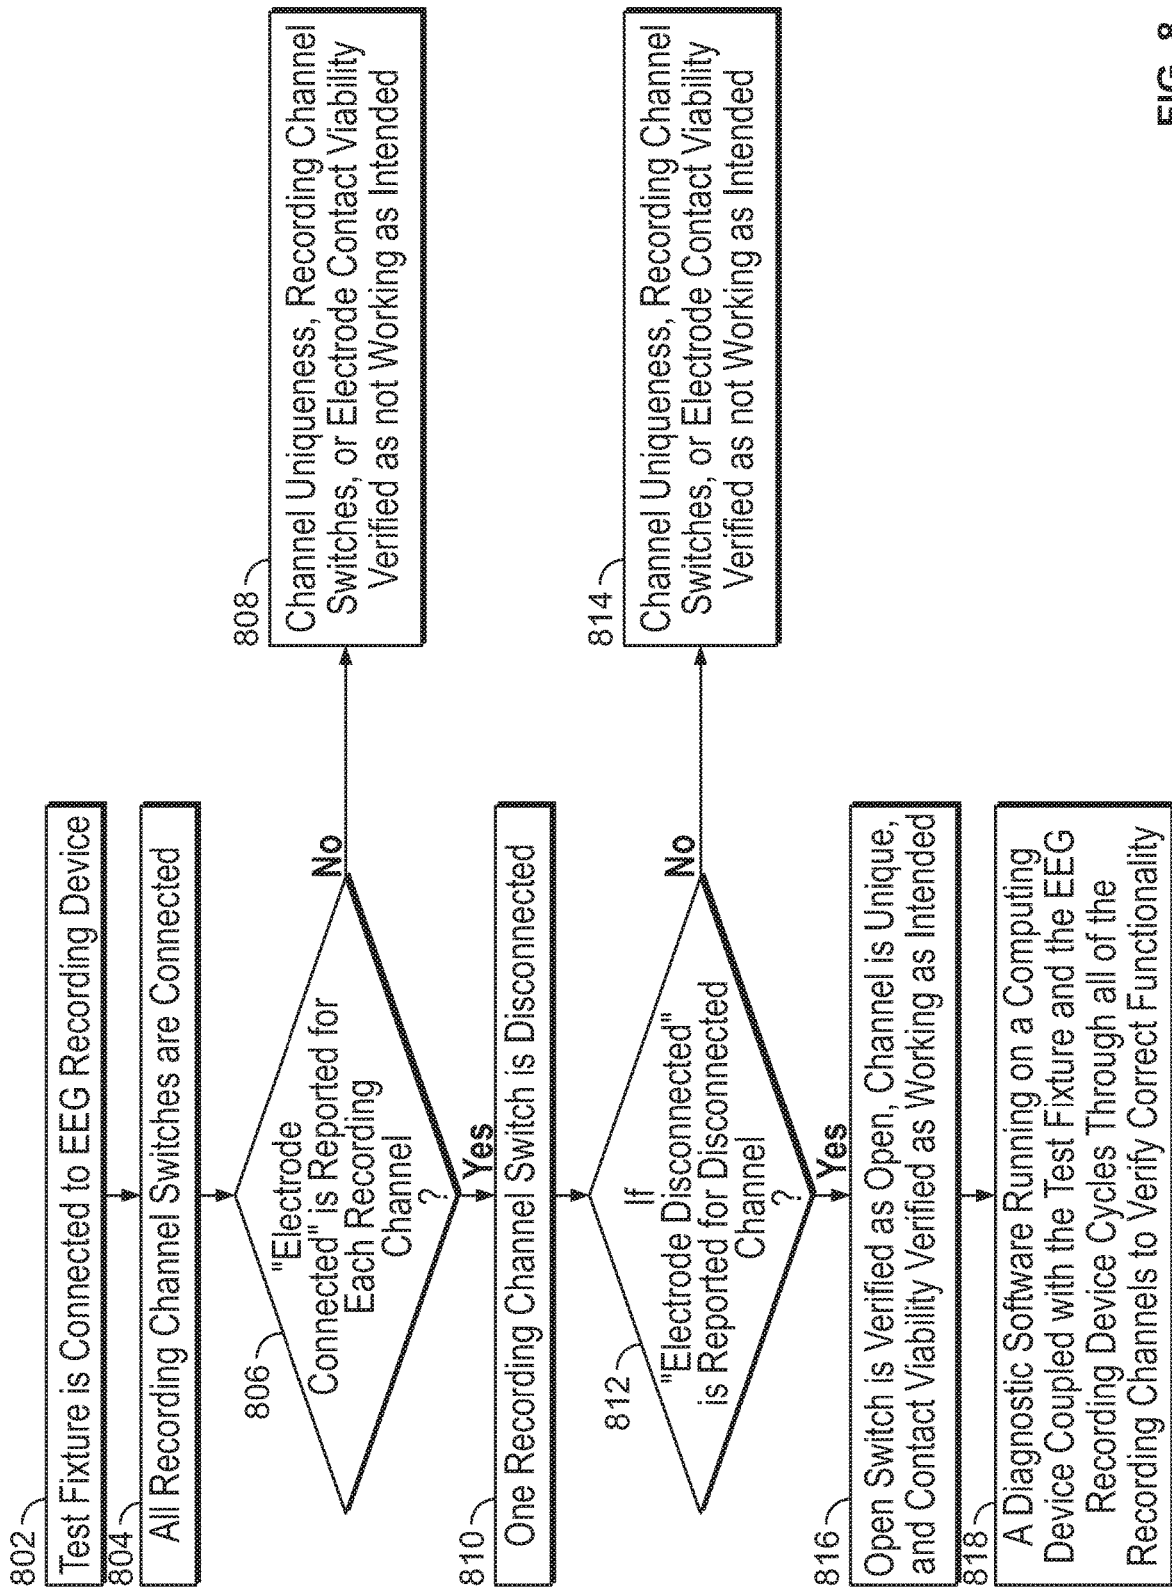 802
Test Fixture is Connected to EEG Recording Device
804
All Recording Channel Switches are Connected
806
"Electrode
Connected" is Reported for
Each Recording
Channel
?
No
808
Channel Uniqueness, Recording Channel
Switches, or Electrode Contact Viability
Verified as not Working as Intended
Yes
810
One Recording Channel Switch is Disconnected
812
If
"Electrode Disconnected"
is Reported for Disconnected
Channel
?
No
814
Channel Uniqueness, Recording Channel
Switches, or Electrode Contact Viability
Verified as not Working as Intended
Yes
816
Open Switch is Verified as Open, Channel is Unique,
and Contact Viability Verified as Working as Intended
818
A Diagnostic Software Running on a Computing
Device Coupled with the Test Fixture and the EEG
Recording Device Cycles Through all of the
Recording Channels to Verify Correct Functionality
FIG. 8